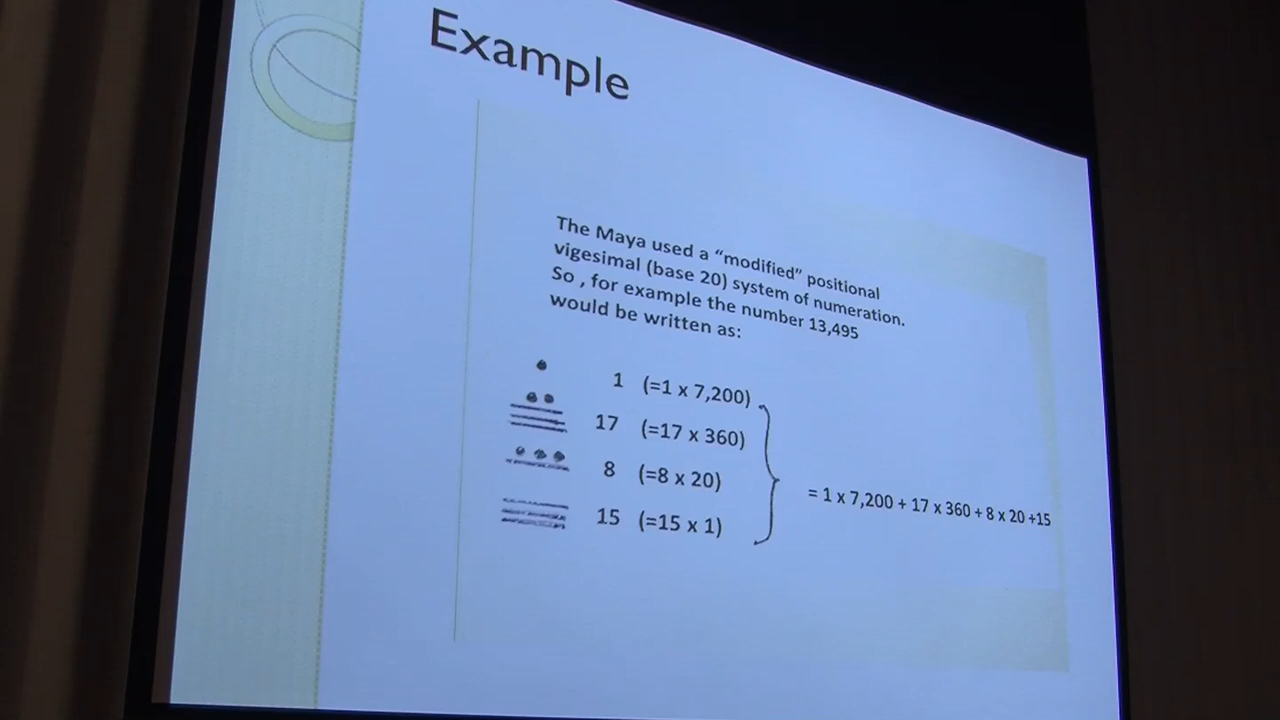 Example
The Maya used a “modified” positional
vigesimal (base 20) system of numeration.
So , for example the number 13,495
would be written as:
1 (=1 x 7,200)
17 (=17 x 360)
8 (=8 x 20)
15 (=15 x 1)
= 1 x 7,200 + 17 x 360 + 8 x 20 +15